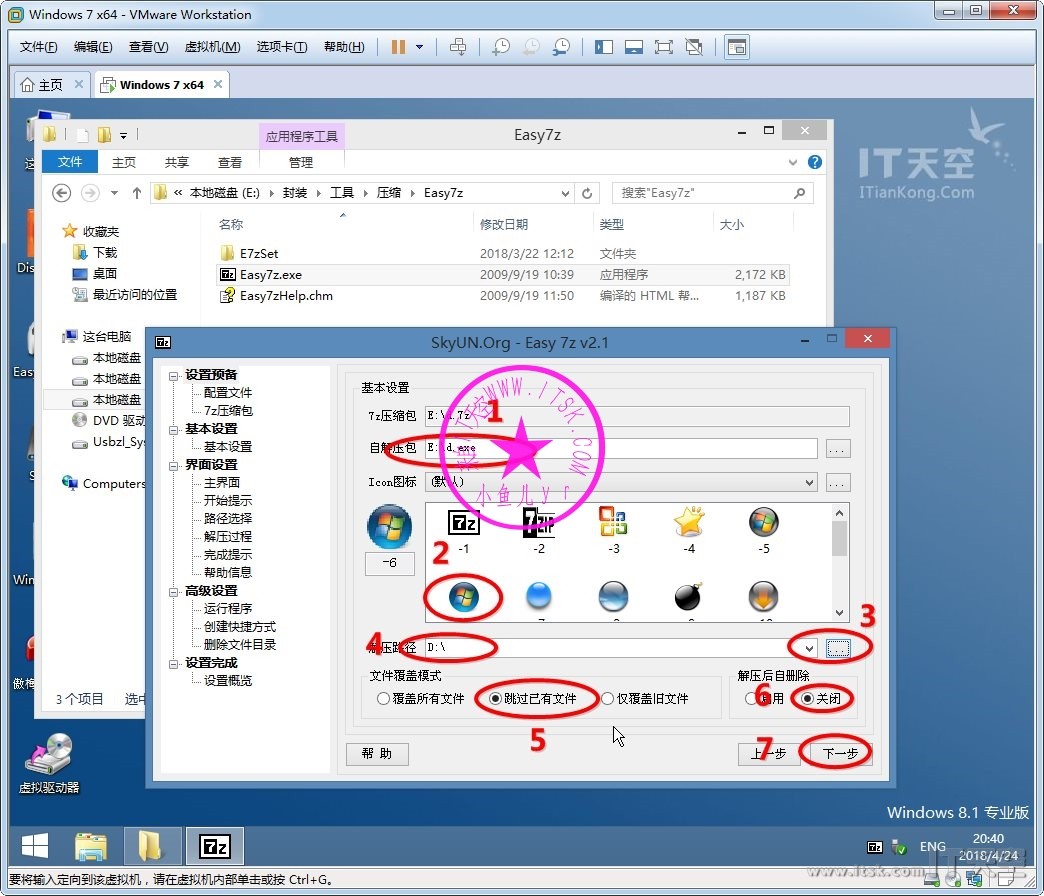 Windows 7 x64 - VMware Workstation
文件(F) 编辑(E) 查看(V) 虚拟机(M) 选项卡(T) 帮助(H)
主页 Windows 7 x64
应用程序工具 Easy7z
文件 主页 共享 查看 管理
« 本地磁盘 (E:) 封装 工具 压缩 Easy7z 搜索"Easy7z"
IT天空
ITianKong.Com
名称 修改日期 类型 大小
收藏夹
下载
桌面
最近访问的位置
E7zSet 2018/3/22 12:12 文件夹
Easy7z.exe 2009/9/19 10:39 应用程序 2,172 KB
Easy7zHelp.chm 2009/9/19 11:50 编译的 HTML 帮... 1,187 KB
这台电脑
本地磁盘
本地磁盘
本地磁盘
DVD 驱动
Usbzl_Sys
Computers
3 个项目 选中
SkyUN.Org - Easy 7z v2.1
设置预备
配置文件
7z压缩包
基本设置
基本设置
界面设置
主界面
开始提示
路径选择
解压过程
完成提示
帮助信息
高级设置
运行程序
创建快捷方式
删除文件目录
设置完成
设置概览
基本设置
7z压缩包
1
自解压包 ...
Icon图标 (默认) ...
WWW.ITSK.COM
小鱼儿yr
-6
7z 7ZIP
-1 -2 -3 -4 -5
2
3
4 解压路径 D:\ ...
文件覆盖模式 解压后自删除
覆盖所有文件 跳过已有文件 仅覆盖旧文件 6 关闭
5
帮 助 上一步 7 下一步
虚拟驱动器
Windows 8.1 专业版
7z 7z ENG 20:40
2018/4/24
www.itsk.com IT天空
要将输入定向到该虚拟机，请在虚拟机内部单击或按 Ctrl+G。